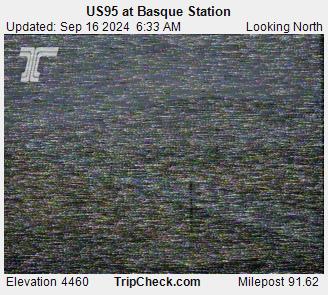 US95 at Basque Station
Updated: Sep 16 2024 6:33 AM Looking North
Elevation 4460 TripCheck.com Milepost 91.62